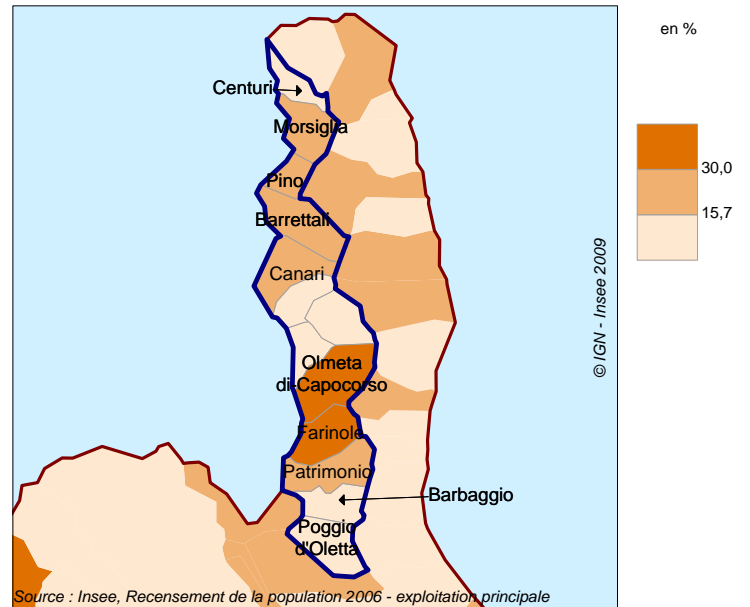 en %
30,0
15,7
Centuri
Morsiglia
Pino
Barrettali
Canari
Olmeta
di-Capocorso
Farinole
Patrimonio
Barbaggio
Poggio
d'Oletta
© IGN - Insee 2009
Source : Insee, Recensement de la population 2006 - exploitation principale